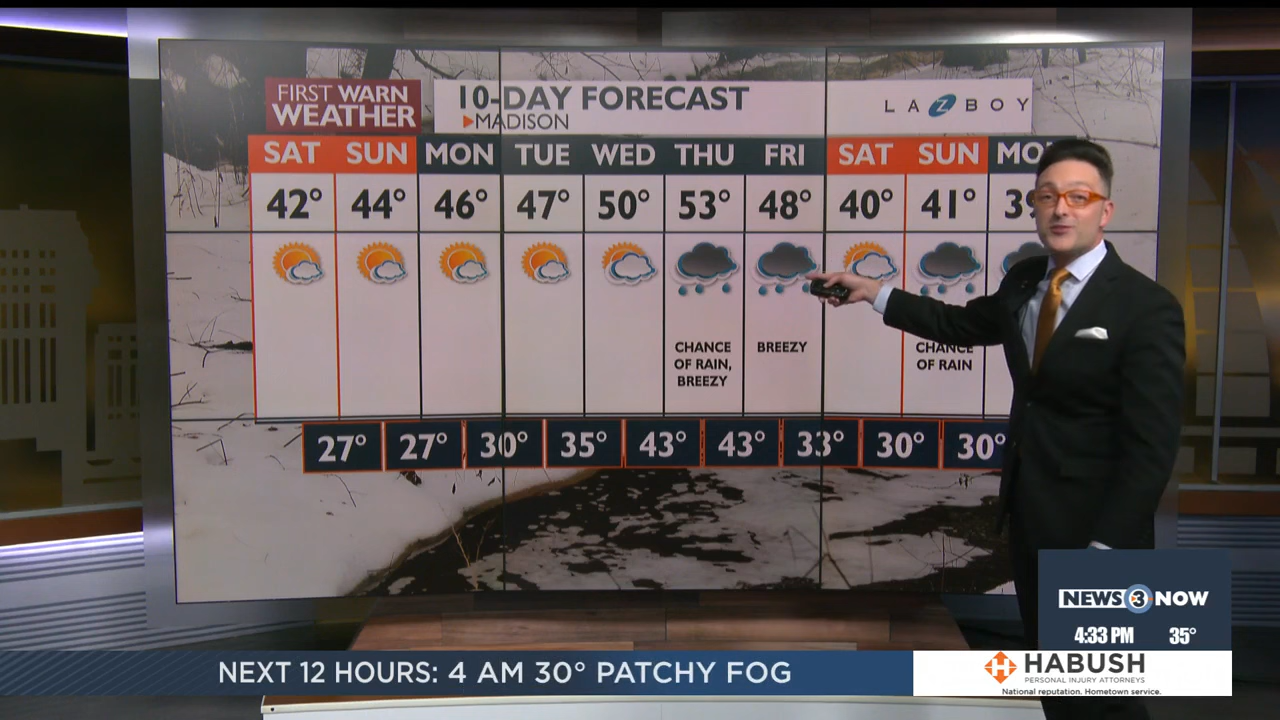 FIRST WARN
WEATHER
10-DAY FORECAST
MADISON
LA Z BOY
SAT SUN MON TUE WED THU FRI SAT SUN
42° 44° 46° 47° 50° 53° 48° 40° 41°
CHANCE
OF RAIN,
BREEZY
BREEZY
CHANCE
OF RAIN
27° 27° 30° 35° 43° 43° 33° 30° 30°
NEWS 3 NOW
4:33 PM 35°
NEXT 12 HOURS: 4 AM 30° PATCHY FOG
HABUSH
PERSONAL INJURY ATTORNEYS
National reputation. Hometown service.